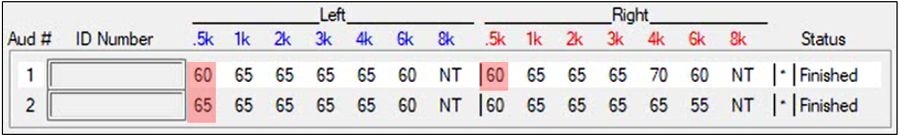 Left Right
Aud # ID Number .5k 1k 2k 3k 4k 6k 8k .5k 1k 2k 3k 4k 6k 8k Status
1 60 65 65 65 65 60 NT 60 65 65 65 70 60 NT * Finished
2 65 65 65 65 65 60 NT 60 65 65 65 65 55 NT * Finished